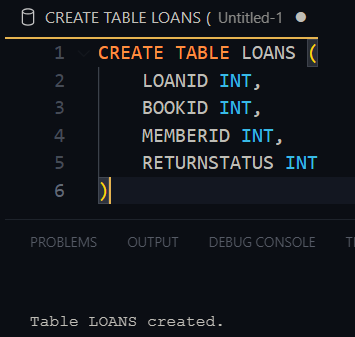 CREATE TABLE LOANS ( Untitled-1
1 CREATE TABLE LOANS (
2 LOANID INT,
3 BOOKID INT,
4 MEMBERID INT,
5 RETURNSTATUS INT
6 )
PROBLEMS OUTPUT DEBUG CONSOLE
Table LOANS created.